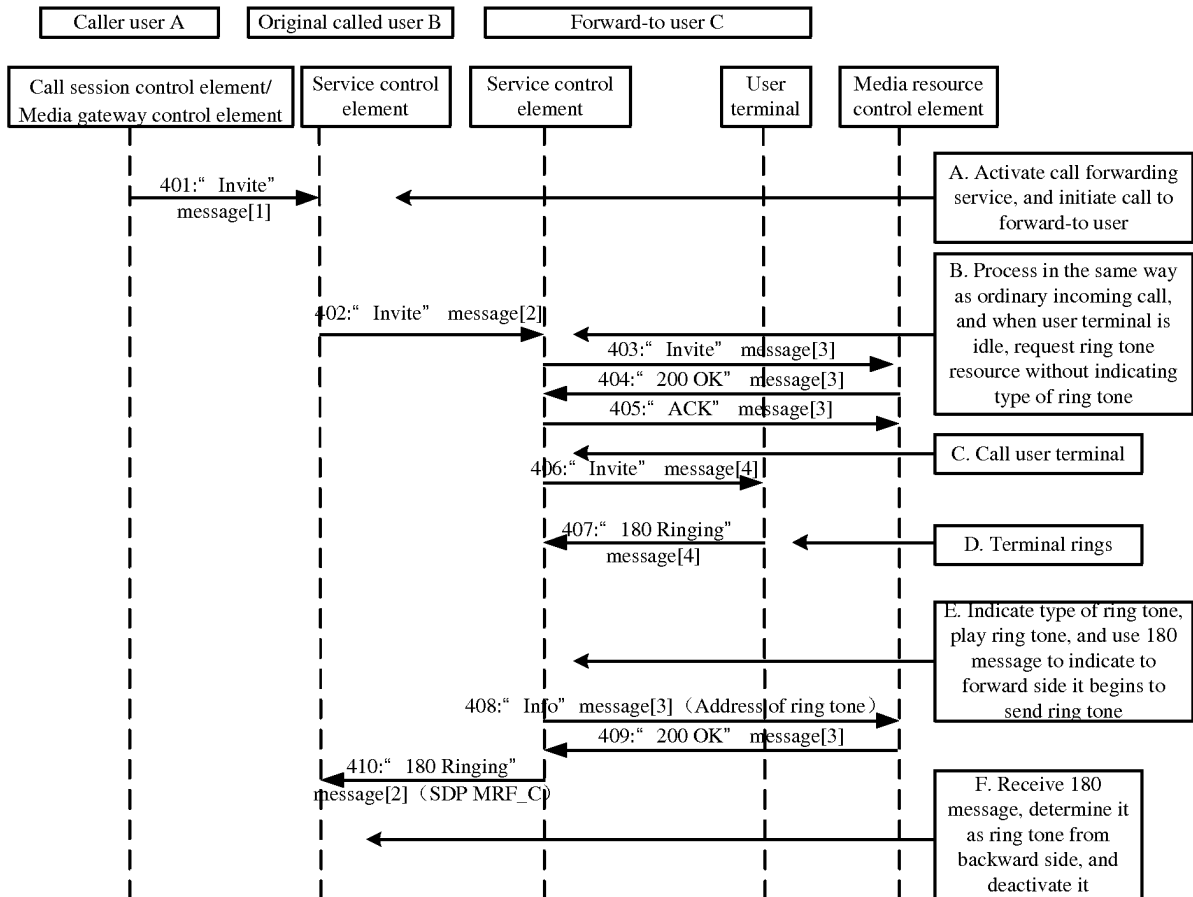 Caller user A
Original called user B
Forward-to user C
Call session control element/
Media gateway control element
Service control
element
Service control
element
User
terminal
Media resource
control element
401:“ Invite”
message[1]
A. Activate call forwarding
service, and initiate call to
forward-to user
B. Process in the same way
as ordinary incoming call,
and when user terminal is
idle, request ring tone
resource without indicating
type of ring tone
402:“ Invite” message[2]
403:“ Invite” message[3]
404:“ 200 OK” message[3]
405:“ ACK” message[3]
C. Call user terminal
406:“ Invite” message[4]
407:“ 180 Ringing”
message[4]
D. Terminal rings
E. Indicate type of ring tone,
play ring tone, and use 180
message to indicate to
forward side it begins to
send ring tone
408:“ Info” message[3]（Address of ring tone）
409:“ 200 OK” message[3]
410:“ 180 Ringing”
message[2]（SDP MRF_C）
F. Receive 180
message, determine it
as ring tone from
backward side, and
deactivate it